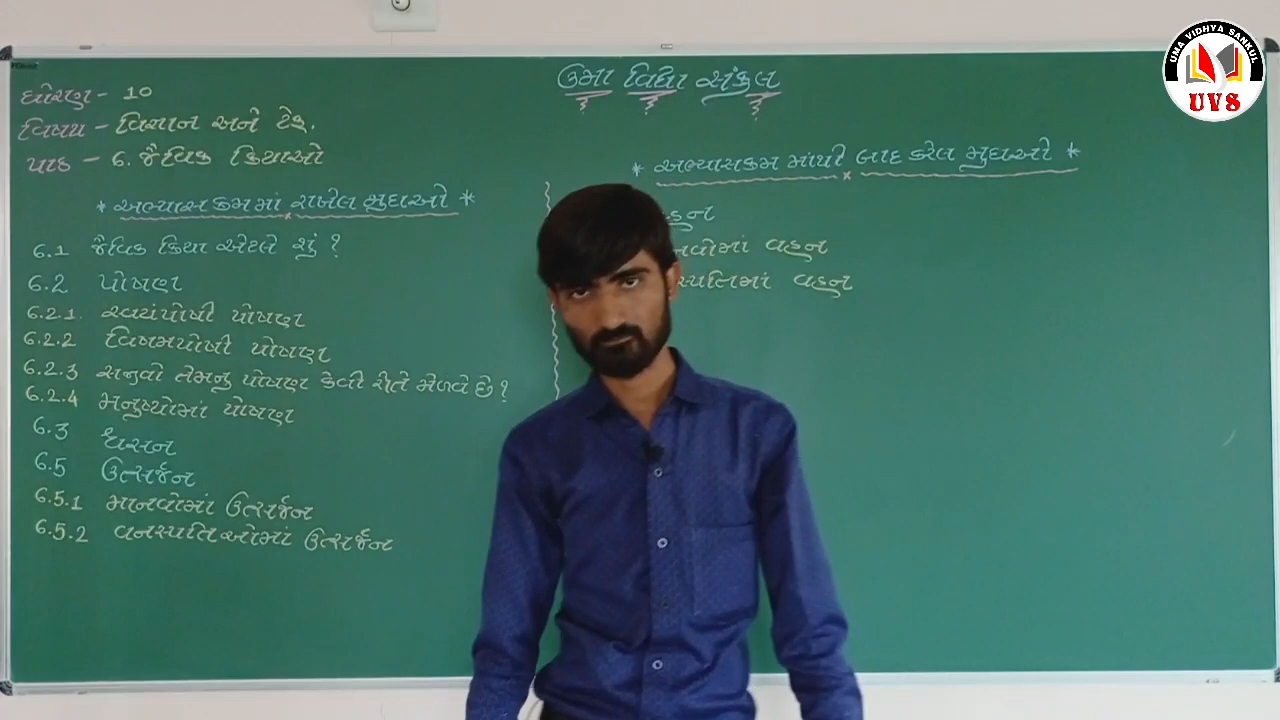 ઉમા વિદ્યા સંકુલ
UMA VIDHYA SANKUL
UVS
ધોરણ - 10
વિષય - વિજ્ઞાન અને ટેક.
પાઠ - 6. જૈવિક ક્રિયાઓ
* અભ્યાસક્રમમાં રાખેલ મુદ્દાઓ *
6.1 જૈવિક ક્રિયા એટલે શું ?
6.2 પોષણ
6.2.1. સ્વયંપોષી પોષણ
6.2.2 વિષમપોષી પોષણ
6.2.3 સજીવો તેમનુ પોષણ કેવી રીતે મેળવે છે ?
6.2.4 મનુષ્યોમાં પોષણ
6.3 શ્વસન
6.5 ઉત્સર્જન
6.5.1 માનવોમાં ઉત્સર્જન
6.5.2 વનસ્પતિઓમાં ઉત્સર્જન
* અભ્યાસક્રમ માંથી બાદ કરેલ મુદ્દાઓ *
હન
નવોમાં વહન
સ્પતિમાં વહન